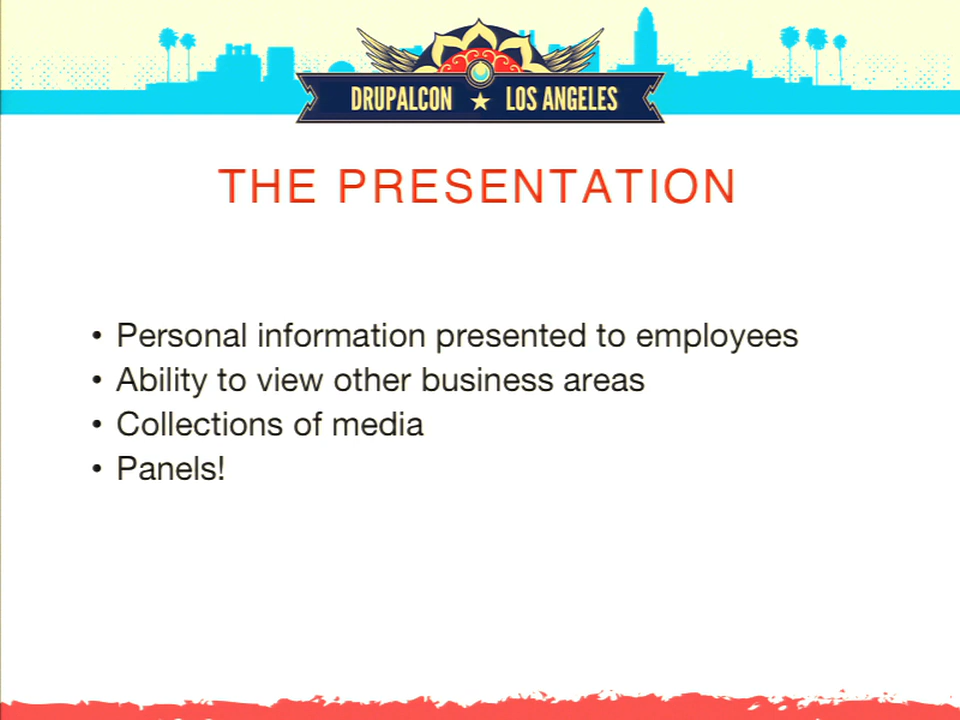 DRUPALCON ★ LOS ANGELES
THE PRESENTATION
• Personal information presented to employees
• Ability to view other business areas
• Collections of media
• Panels!